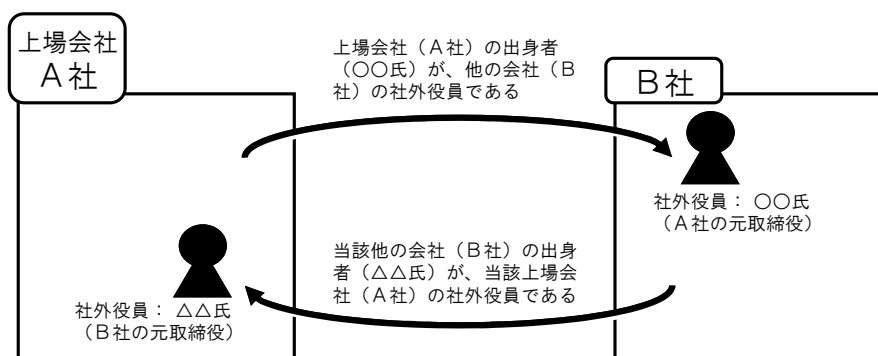 上場会社
A社
上場会社（A社）の出身者
（〇〇氏）が、他の会社（B
社）の社外役員である
B社
社外役員：〇〇氏
（A社の元取締役）
当該他の会社（B社）の出身
者（△△氏）が、当該上場会
社（A社）の社外役員である
社外役員：△△氏
（B社の元取締役）